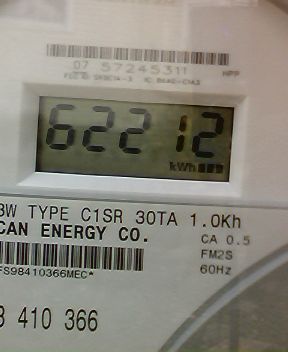 07 57245311
62212
kWh
3W TYPE C1SR 30TA 1.0Kh
CAN ENERGY CO.
CA 0.5
FM2S
FS98410366MEC*
60Hz
410 366